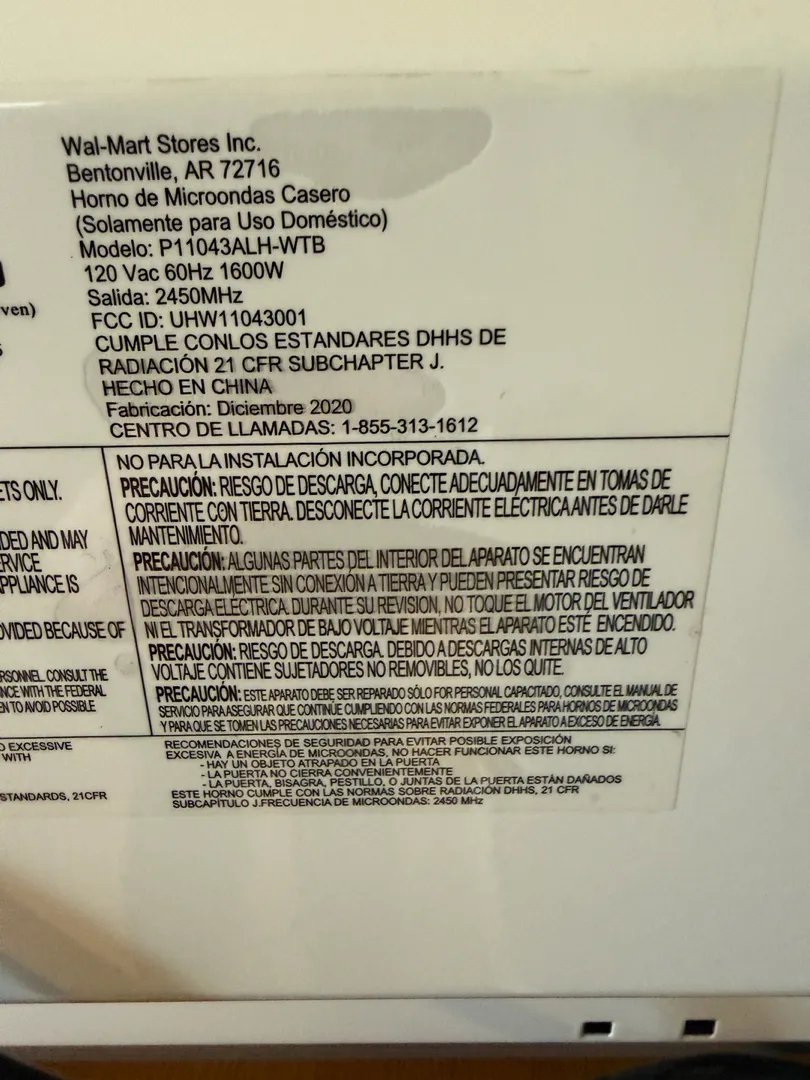 Wal-Mart Stores Inc.
Bentonville, AR 72716
Horno de Microondas Casero
(Solamente para Uso Doméstico)
Modelo: P11043ALH-WTB
120 Vac 60Hz 1600W
Salida: 2450MHz
ven)
FCC ID: UHW11043001
CUMPLE CONLOS ESTANDARES DHHS DE
RADIACIÓN 21 CFR SUBCHAPTER J.
HECHO EN CHINA
Fabricación: Diciembre 2020
CENTRO DE LLAMADAS: 1-855-313-1612
ETS ONLY.
DED AND MAY
RVICE
PPLIANCE IS
OVIDED BECAUSE OF
RSONNEL. CONSULT THE
NCE WITH THE FEDERAL
EN TO AVOID POSSIBLE
NO PARA LA INSTALACIÓN INCORPORADA.
PRECAUCIÓN: RIESGO DE DESCARGA, CONECTE ADECUADAMENTE EN TOMAS DE
CORRIENTE CON TIERRA. DESCONECTE LA CORRIENTE ELÉCTRICA ANTES DE DARLE
MANTENIMIENTO.
PRECAUCIÓN: ALGUNAS PARTES DEL INTERIOR DEL APARATO SE ENCUENTRAN
INTENCIONALMENTE SIN CONEXIÓN A TIERRA Y PUEDEN PRESENTAR RIESGO DE
DESCARGA ELÉCTRICA. DURANTE SU REVISION, NO TOQUE EL MOTOR DEL VENTILADOR
NI EL TRANSFORMADOR DE BAJO VOLTAJE MIENTRAS EL APARATO ESTÉ ENCENDIDO.
PRECAUCIÓN: RIESGO DE DESCARGA. DEBIDO A DESCARGAS INTERNAS DE ALTO
VOLTAJE CONTIENE SUJETADORES NO REMOVIBLES, NO LOS QUITE.
PRECAUCIÓN: ESTE APARATO DEBE SER REPARADO SÓLO FOR PERSONAL CAPACITADO, CONSULTE EL MANUAL DE
SERVICIO PARA ASEGURAR QUE CONTINÚE CUMPLIENDO CON LAS NORMAS FEDERALES PARA HORNOS DE MICROONDAS
Y PARA QUE SE TOMEN LAS PRECAUCIONES NECESARIAS PARA EVITAR EXPONER EL APARATO A EXCESO DE ENERGÍA.
O EXCESSIVE
WITH
STANDARDS, 21CFR
RECOMENDACIONES DE SEGURIDAD PARA EVITAR POSIBLE EXPOSICIÓN
EXCESIVA A ENERGÍA DE MICROONDAS, NO HACER FUNCIONAR ESTE HORNO SI:
- HAY UN OBJETO ATRAPADO EN LA PUERTA
- LA PUERTA NO CIERRA CONVENIENTEMENTE
- LA PUERTA, BISAGRA, PESTILLO, O JUNTAS DE LA PUERTA ESTÁN DAÑADOS
ESTE HORNO CUMPLE CON LAS NORMAS SOBRE RADIACIÓN DHHS, 21 CFR
SUBCAPÍTULO J.FRECUENCIA DE MICROONDAS: 2450 MHz